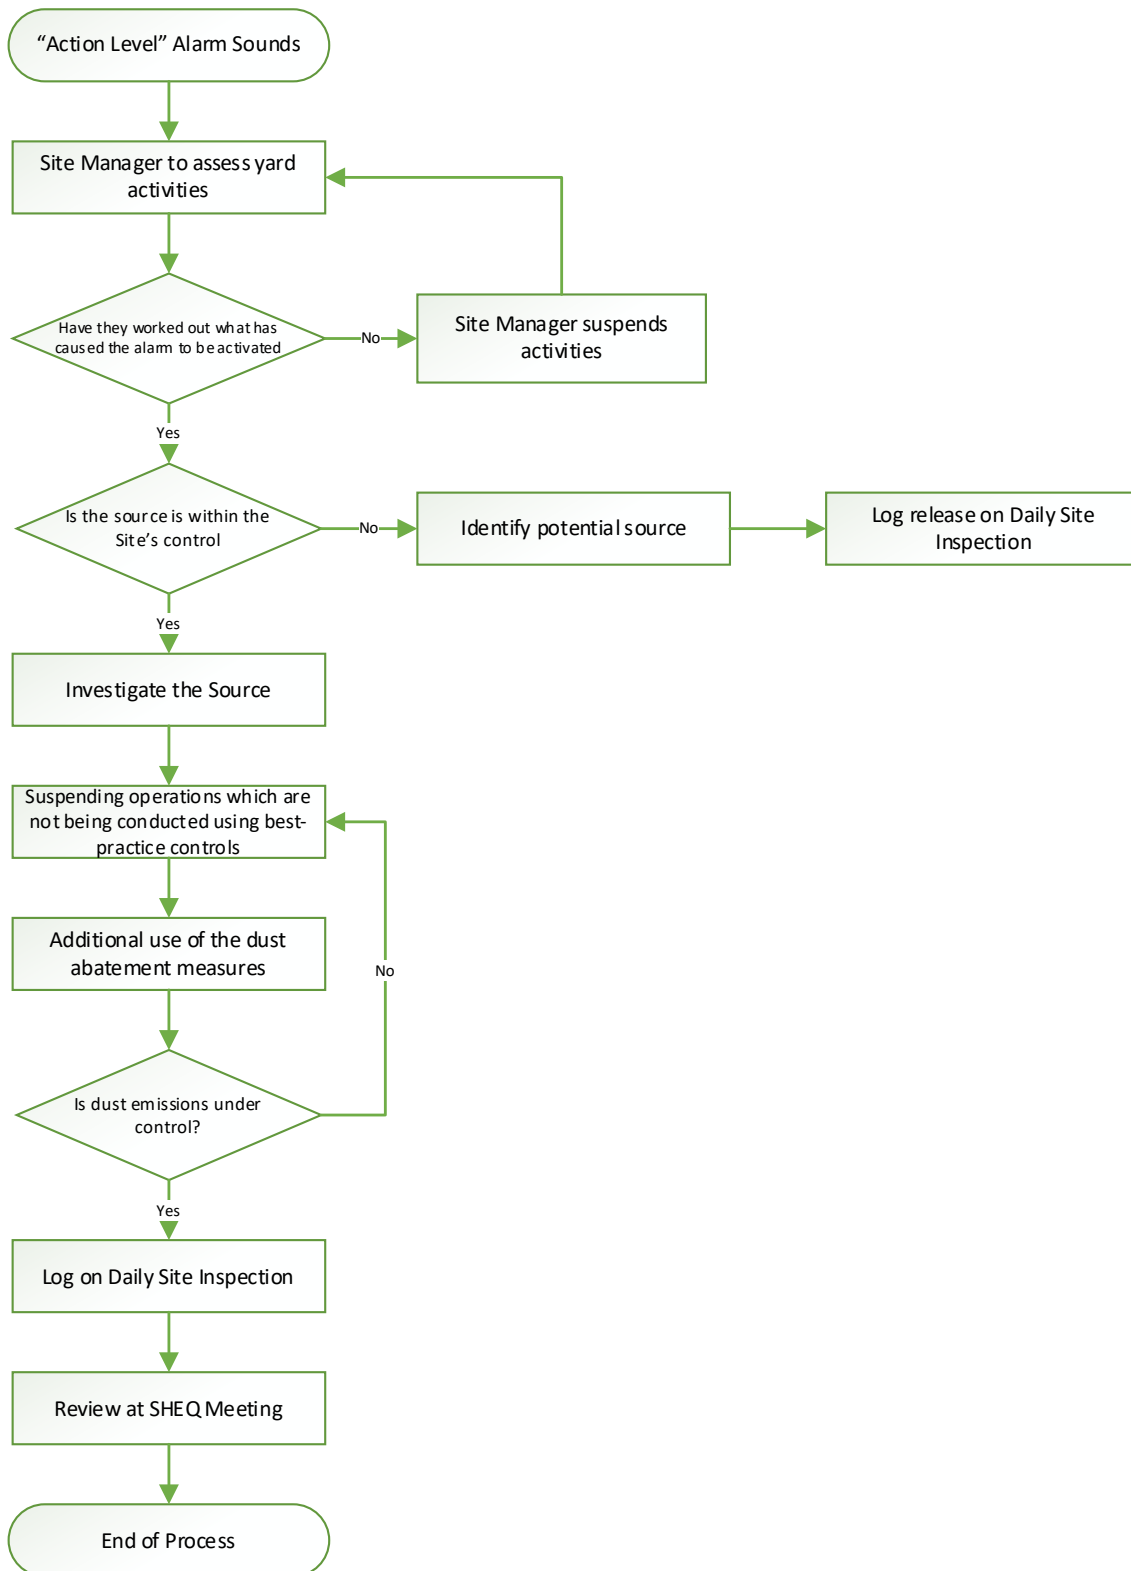 “Action Level” Alarm Sounds
Site Manager to assess yard
activities
Have they worked out what has
caused the alarm to be activated
No
Site Manager suspends
activities
Yes
Is the source is within the
Site’s control
No
Identify potential source
Log release on Daily Site
Inspection
Yes
Investigate the Source
Suspending operations which are
not being conducted using best-
practice controls
Additional use of the dust
abatement measures
No
Is dust emissions under
control?
Yes
Log on Daily Site Inspection
Review at SHEQ Meeting
End of Process